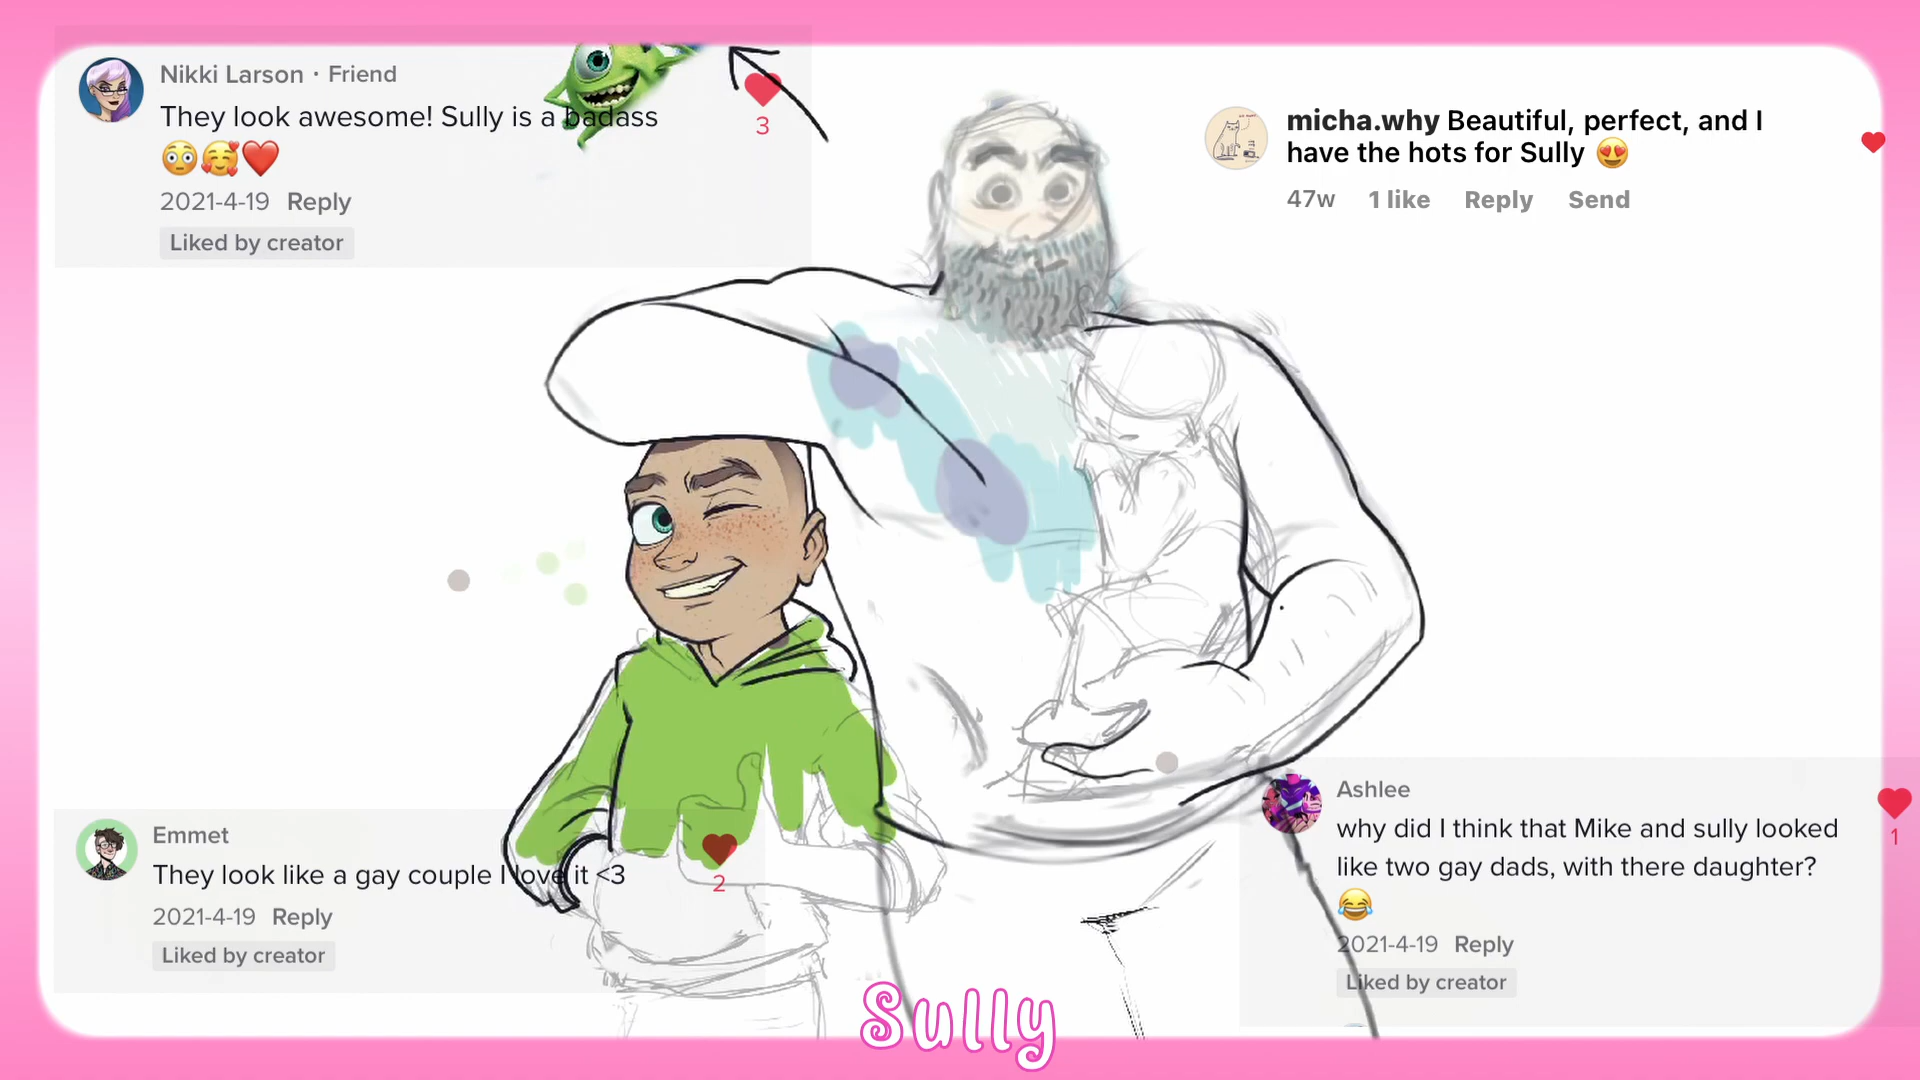 Nikki Larson · Friend
They look awesome! Sully is a badass
😳🥰❤️
3
2021-4-19 Reply
Liked by creator
micha.why Beautiful, perfect, and I
have the hots for Sully 😍
47w 1 like Reply Send
Emmet
They look like a gay couple I love it <3
2
2021-4-19 Reply
Liked by creator
Ashlee
why did I think that Mike and sully looked
like two gay dads, with there daughter?
😂
1
2021-4-19 Reply
Liked by creator
Sully